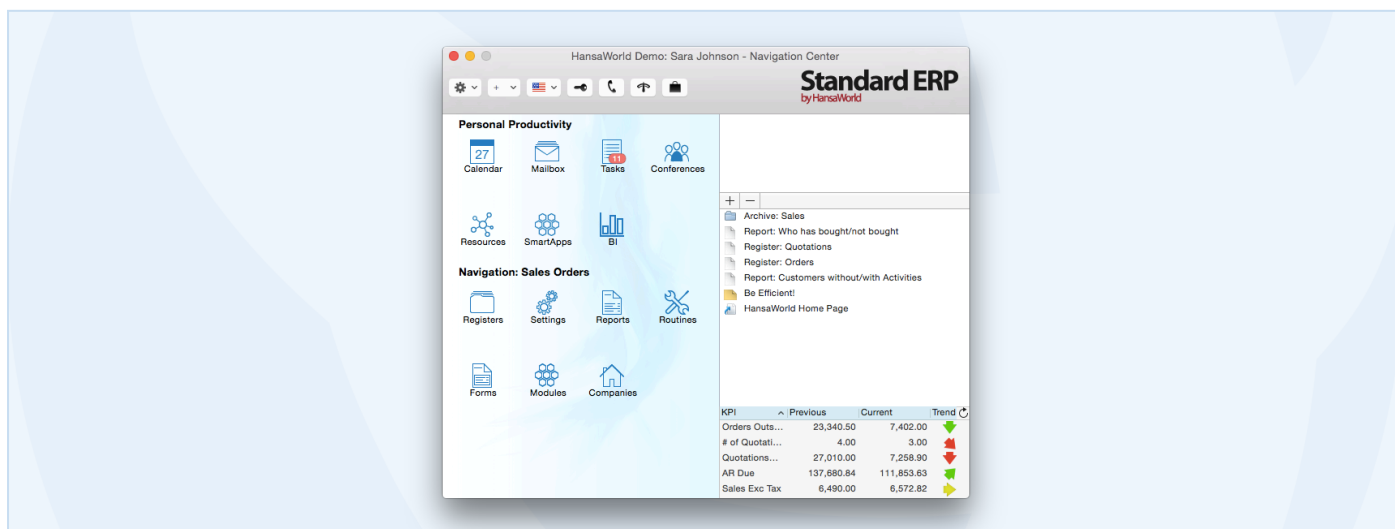 HansaWorld Demo: Sara Johnson - Navigation Center
Standard ERP
by HansaWorld
Personal Productivity
27
11
Calendar Mailbox Tasks Conferences
Resources SmartApps BI
Navigation: Sales Orders
Registers Settings Reports Routines
Forms Modules Companies
+ −
Archive: Sales
Report: Who has bought/not bought
Register: Quotations
Register: Orders
Report: Customers without/with Activities
Be Efficient!
HansaWorld Home Page
KPI Previous Current Trend
Orders Outs... 23,340.50 7,402.00
# of Quotati... 4.00 3.00
Quotations... 27,010.00 7,258.90
AR Due 137,680.84 111,853.63
Sales Exc Tax 6,490.00 6,572.82